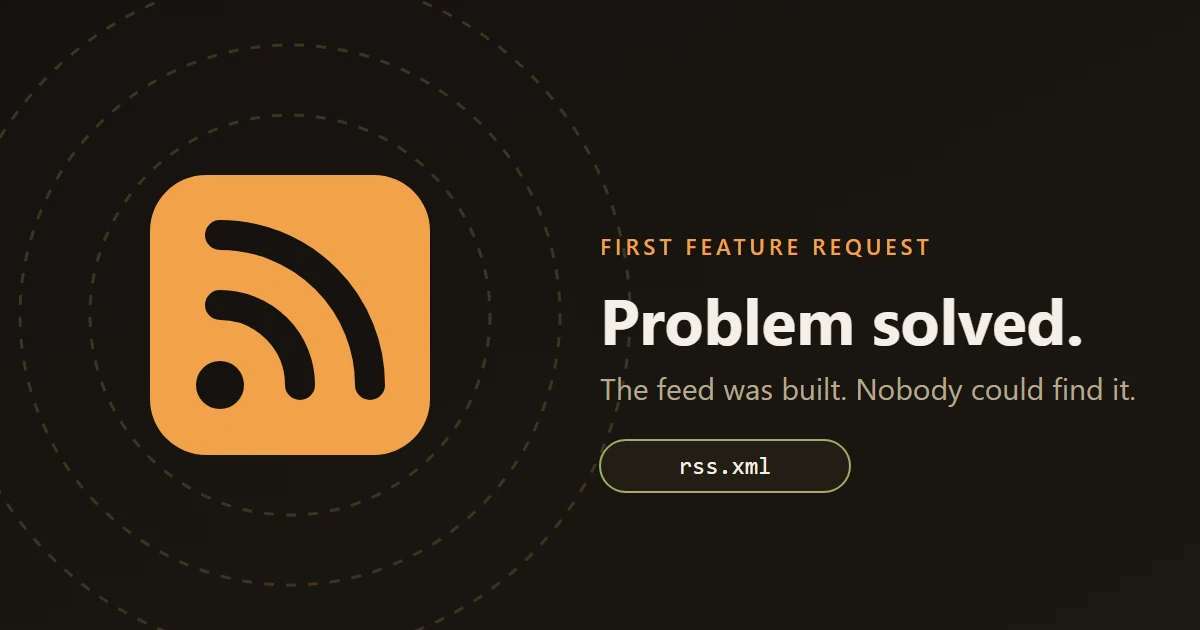 FIRST FEATURE REQUEST
Problem solved.
The feed was built. Nobody could find it.
rss.xml